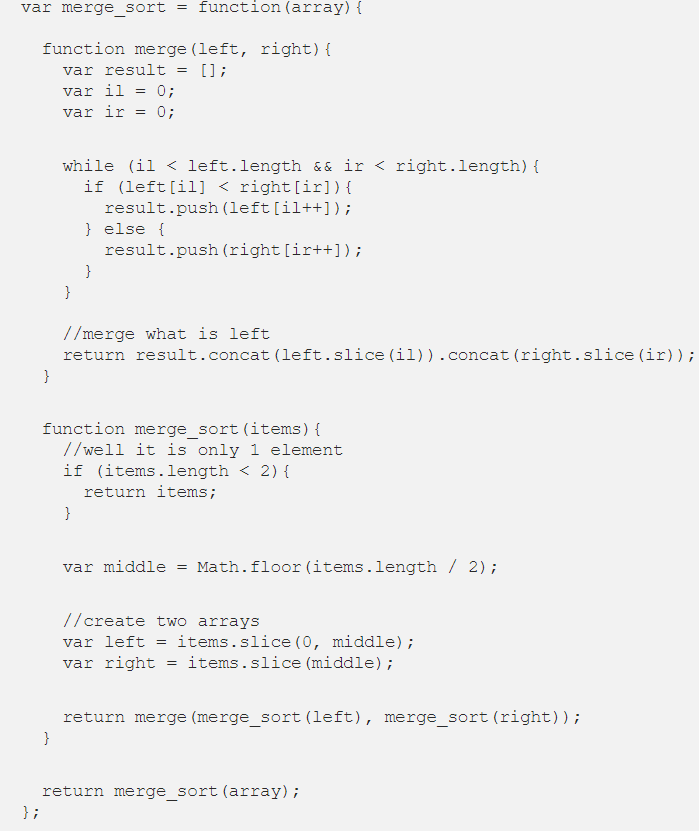 var merge_sort = function(array){
function merge(left, right){
var result = [];
var il = 0;
var ir = 0;
while (il < left.length && ir < right.length){
if (left[il] < right[ir]){
result.push(left[il++]);
} else {
result.push(right[ir++]);
}
}
//merge what is left
return result.concat(left.slice(il)).concat(right.slice(ir));
}
function merge_sort(items){
//well it is only 1 element
if (items.length < 2){
return items;
}
var middle = Math.floor(items.length / 2);
//create two arrays
var left = items.slice(0, middle);
var right = items.slice(middle);
return merge(merge_sort(left), merge_sort(right));
}
return merge_sort(array);
};